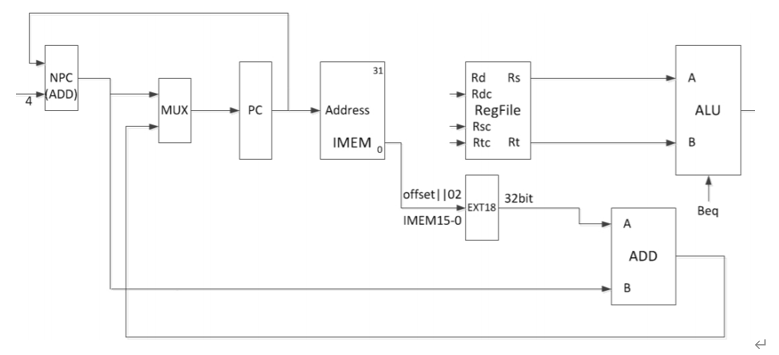 NPC
(ADD)
4
MUX
PC
31
Address
IMEM
0
Rd Rs
Rdc
RegFile
Rsc
Rtc Rt
A
ALU
B
Beq
offset||02
IMEM15-0
EXT18
32bit
A
ADD
B
↵